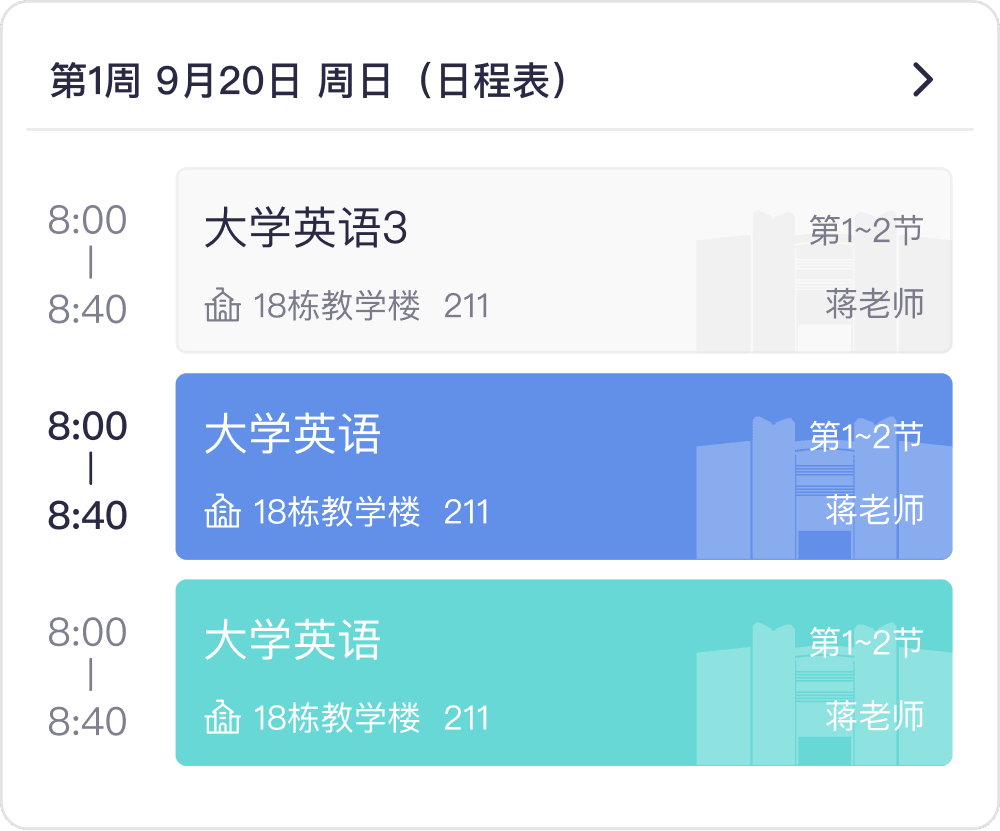 第1周 9月20日 周日（日程表）
8:00
8:40
大学英语3
第1~2节
18栋教学楼 211
蒋老师
8:00
8:40
大学英语
第1~2节
18栋教学楼 211
蒋老师
8:00
8:40
大学英语
第1~2节
18栋教学楼 211
蒋老师